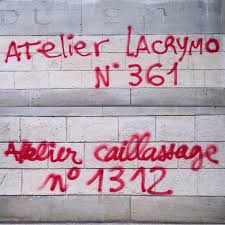 ATELIER LACRYMO
N°361
Atelier caillassage
n° 1312